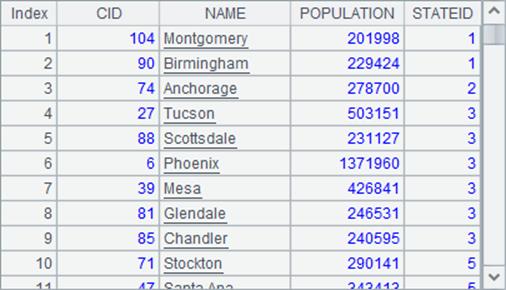 Index CID NAME POPULATION STATEID
1 104 Montgomery 201998 1
2 90 Birmingham 229424 1
3 74 Anchorage 278700 2
4 27 Tucson 503151 3
5 88 Scottsdale 231127 3
6 6 Phoenix 1371960 3
7 39 Mesa 426841 3
8 81 Glendale 246531 3
9 85 Chandler 240595 3
10 71 Stockton 290141 5
11 47 Santa Ana 343413 5